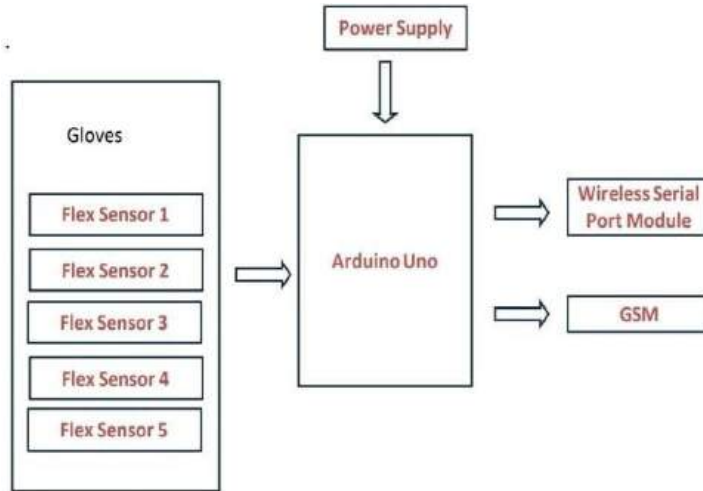 Power Supply
Gloves
Flex Sensor 1
Flex Sensor 2
Flex Sensor 3
Flex Sensor 4
Flex Sensor 5
Arduino Uno
Wireless Serial
Port Module
GSM